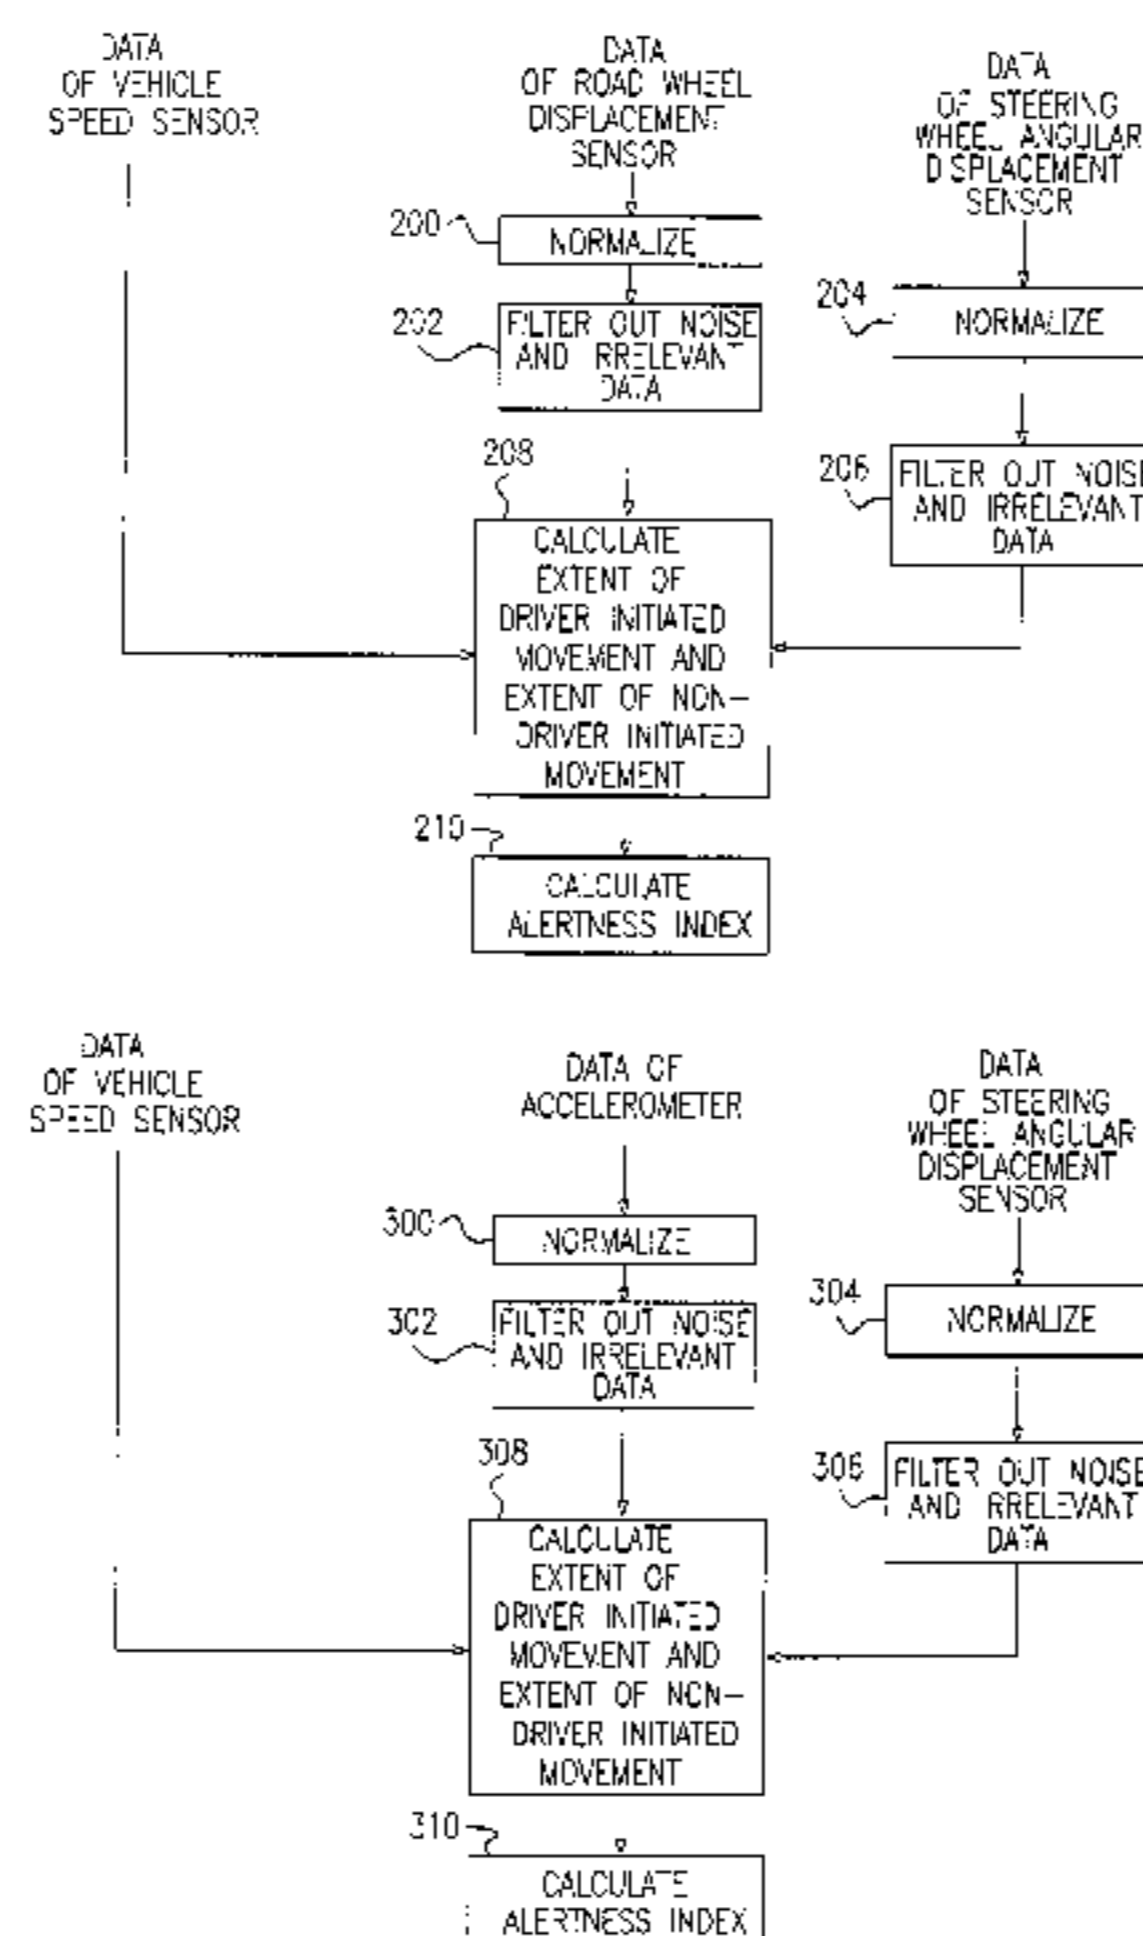 DATA
OF VEHICLE
SPEED SENSOR
DATA
OF ROAD WHEEL
DISPLACEMENT
SENSOR
DATA
OF STEERING
WHEEL ANGULAR
DISPLACEMENT
SENSOR
200
NORMALIZE
204
NORMALIZE
202
FILTER OUT NOISE
AND IRRELEVANT
DATA
206
FILTER OUT NOISE
AND IRRELEVANT
DATA
208
CALCULATE
EXTENT OF
DRIVER INITIATED
MOVEMENT AND
EXTENT OF NON-
DRIVER INITIATED
MOVEMENT
210
CALCULATE
ALERTNESS INDEX
DATA
OF VEHICLE
SPEED SENSOR
DATA OF
ACCELEROMETER
DATA
OF STEERING
WHEEL ANGULAR
DISPLACEMENT
SENSOR
300
NORMALIZE
304
NORMALIZE
302
FILTER OUT NOISE
AND IRRELEVANT
DATA
306
FILTER OUT NOISE
AND IRRELEVANT
DATA
308
CALCULATE
EXTENT OF
DRIVER INITIATED
MOVEMENT AND
EXTENT OF NON-
DRIVER INITIATED
MOVEMENT
310
CALCULATE
ALERTNESS INDEX